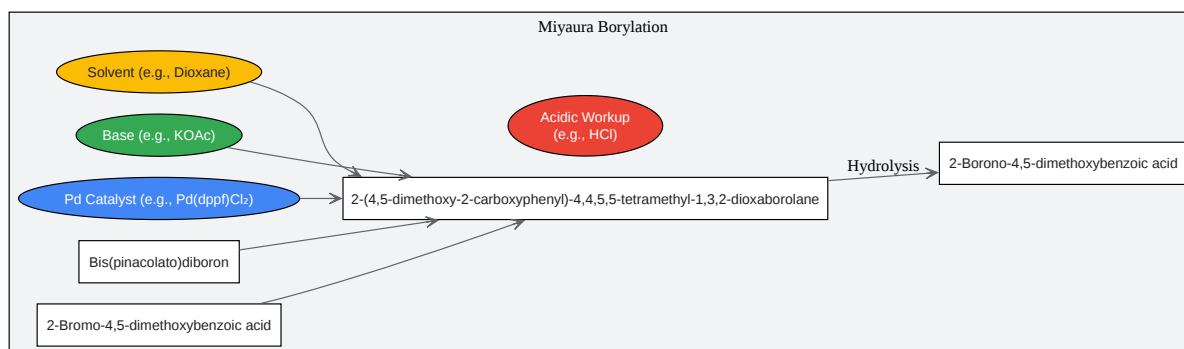 Miyaura Borylation
Solvent (e.g., Dioxane)
Base (e.g., KOAc)
Pd Catalyst (e.g., Pd(dppf)Cl₂)
Bis(pinacolato)diboron
2-Bromo-4,5-dimethoxybenzoic acid
2-(4,5-dimethoxy-2-carboxyphenyl)-4,4,5,5-tetramethyl-1,3,2-dioxaborolane
Acidic Workup
(e.g., HCl)
Hydrolysis
2-Borono-4,5-dimethoxybenzoic acid